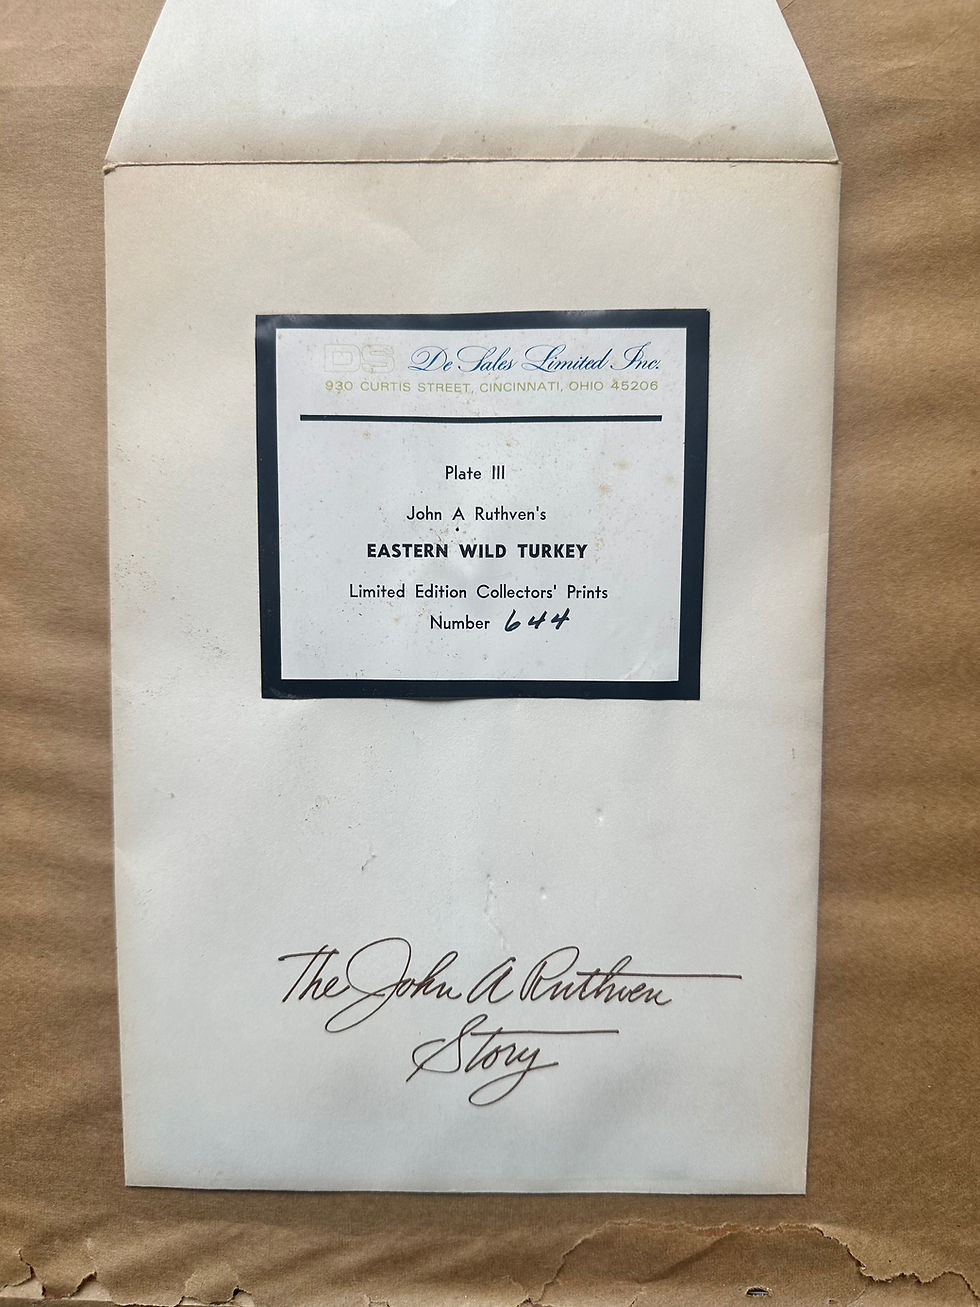 DS De Sales Limited Inc.
930 CURTIS STREET, CINCINNATI, OHIO 45206
Plate III
John A Ruthven's
EASTERN WILD TURKEY
Limited Edition Collectors' Prints
Number 644
The John A Ruthven
Story